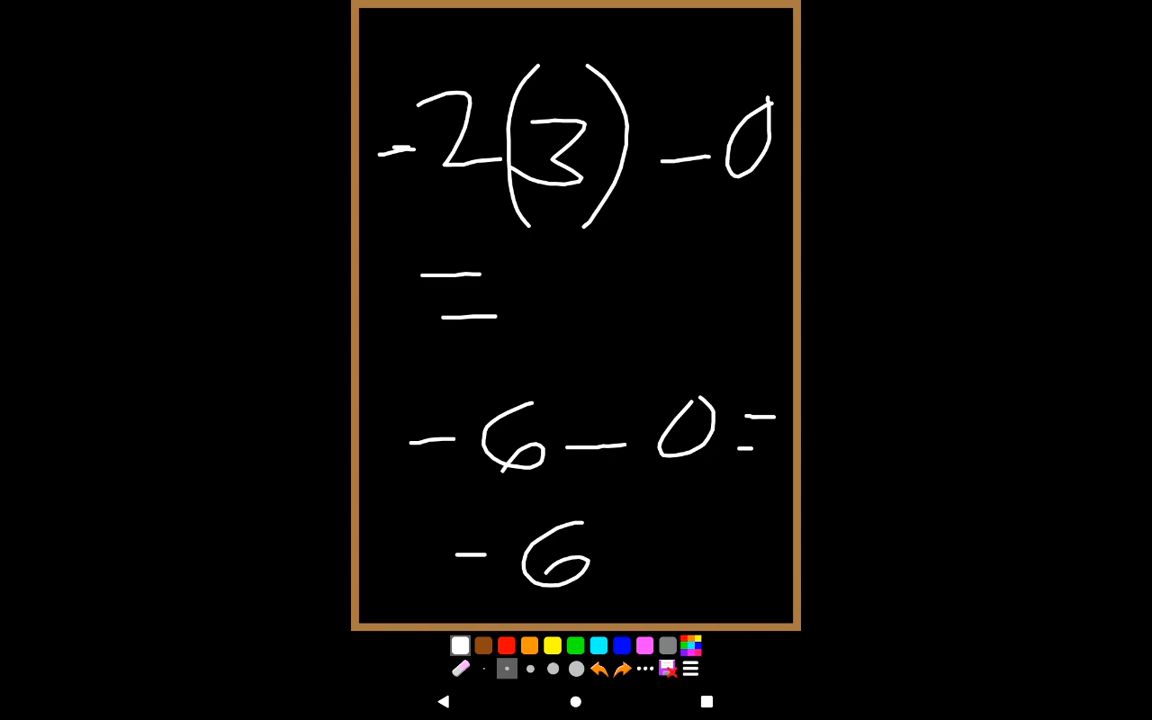 -2(3) - 0
=
- 6 - 0 =
- 6